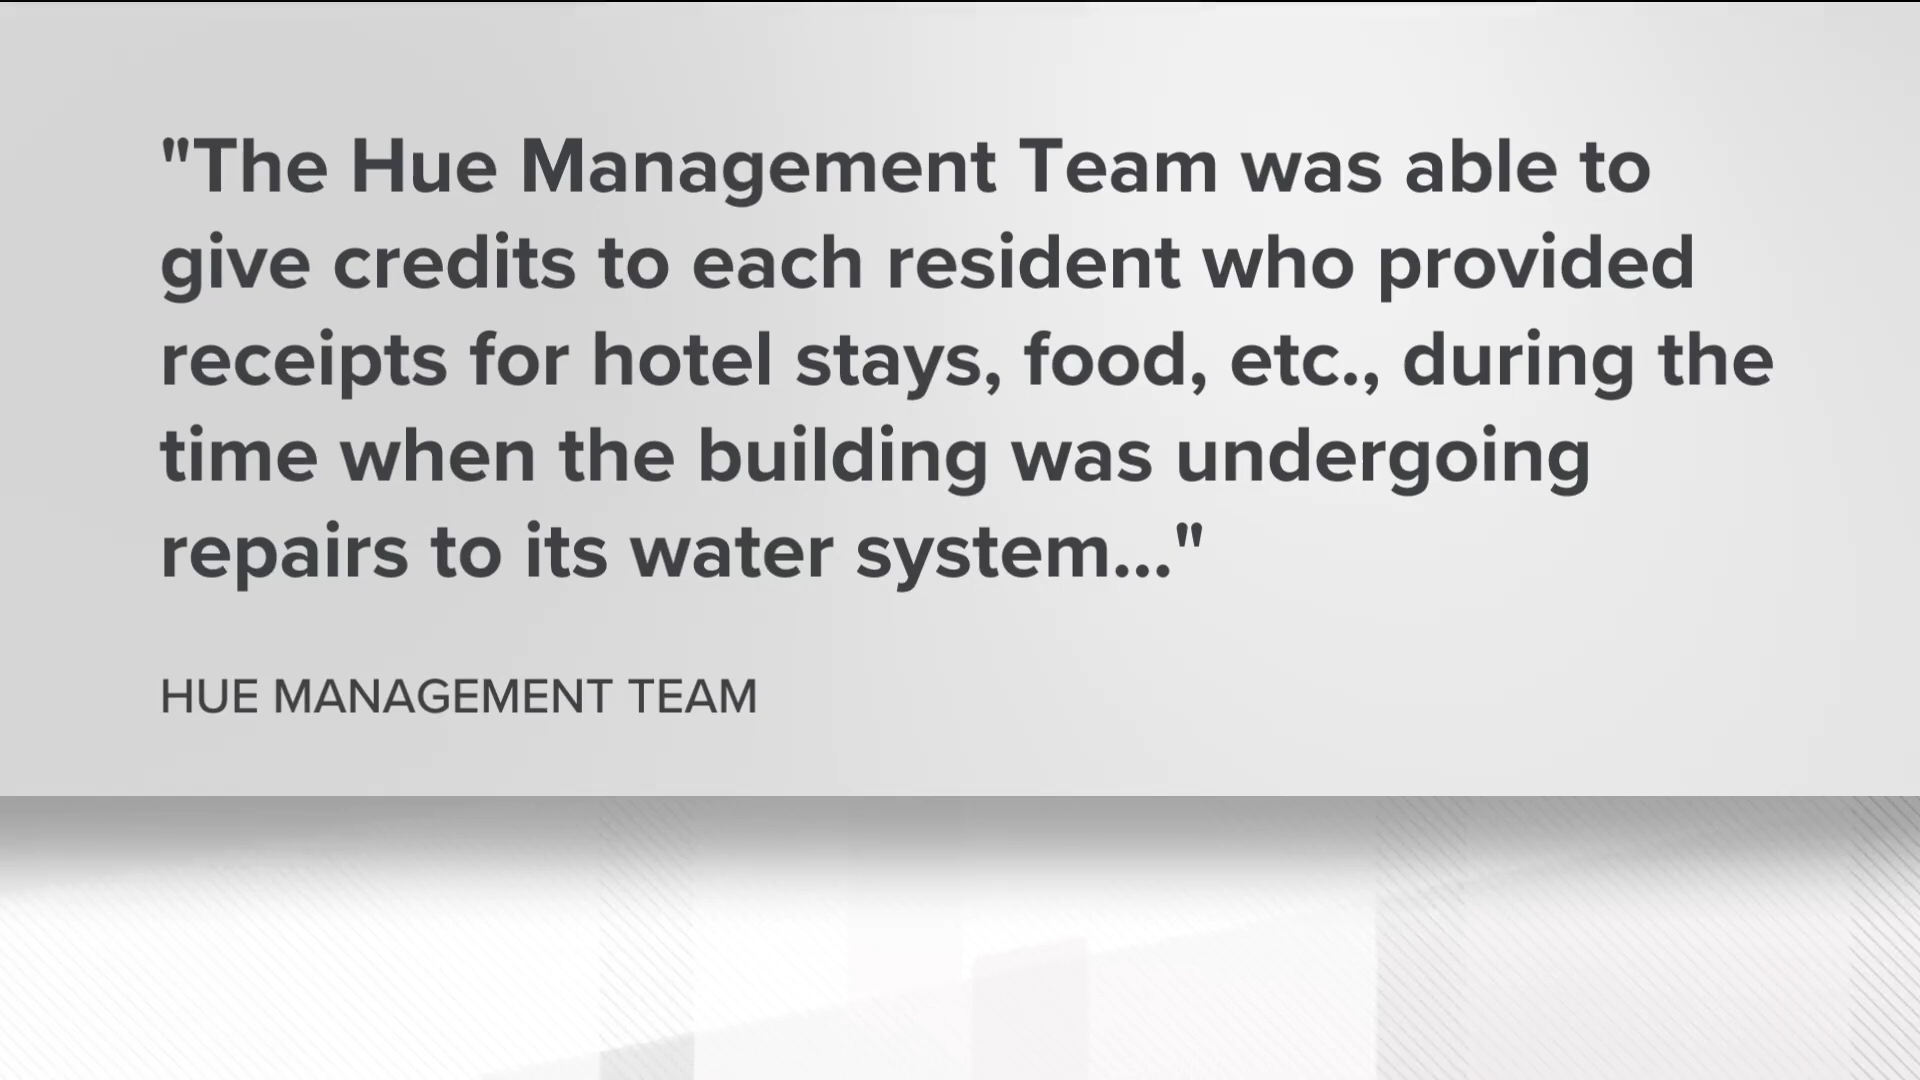 "The Hue Management Team was able to
give credits to each resident who provided
receipts for hotel stays, food, etc., during the
time when the building was undergoing
repairs to its water system..."
HUE MANAGEMENT TEAM